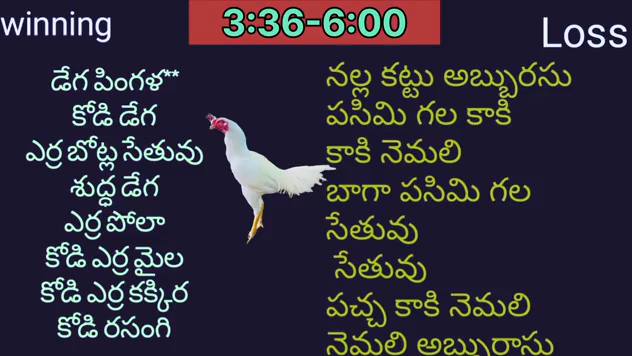 winning
3:36-6:00
Loss
డేగ పింగళ**
కోడి డేగ
ఎర్ర బోట్ల సేతువు
శుద్ధ డేగ
ఎర్ర పోలా
కోడి ఎర్ర మైల
కోడి ఎర్ర కక్కిర
కోడి రసంగి
నల్ల కట్టు అబ్బురసు
పసిమి గల కాకి
కాకి నెమలి
బాగా పసిమి గల
సేతువు
సేతువు
పచ్చ కాకి నెమలి
నెమలి అబ్బురాసు